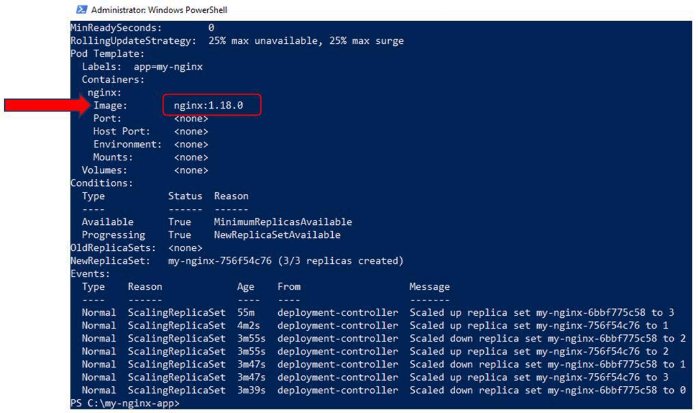 Administrator: Windows PowerShell
MinReadySeconds:        0
RollingUpdateStrategy:  25% max unavailable, 25% max surge
Pod Template:
  Labels:  app=my-nginx
  Containers:
   nginx:
    Image:        nginx:1.18.0
    Port:         <none>
    Host Port:    <none>
    Environment:  <none>
    Mounts:       <none>
  Volumes:        <none>
Conditions:
  Type           Status  Reason
  ----           ------  ------
  Available      True    MinimumReplicasAvailable
  Progressing    True    NewReplicaSetAvailable
OldReplicaSets:  <none>
NewReplicaSet:   my-nginx-756f54c76 (3/3 replicas created)
Events:
  Type    Reason             Age    From                   Message
  ----    ------             ----   ----                   -------
  Normal  ScalingReplicaSet  55m    deployment-controller  Scaled up replica set my-nginx-6bbf775c58 to 3
  Normal  ScalingReplicaSet  4m2s   deployment-controller  Scaled up replica set my-nginx-756f54c76 to 1
  Normal  ScalingReplicaSet  3m55s  deployment-controller  Scaled down replica set my-nginx-6bbf775c58 to 2
  Normal  ScalingReplicaSet  3m55s  deployment-controller  Scaled up replica set my-nginx-756f54c76 to 2
  Normal  ScalingReplicaSet  3m47s  deployment-controller  Scaled down replica set my-nginx-6bbf775c58 to 1
  Normal  ScalingReplicaSet  3m47s  deployment-controller  Scaled up replica set my-nginx-756f54c76 to 3
  Normal  ScalingReplicaSet  3m39s  deployment-controller  Scaled down replica set my-nginx-6bbf775c58 to 0
PS C:\my-nginx-app>